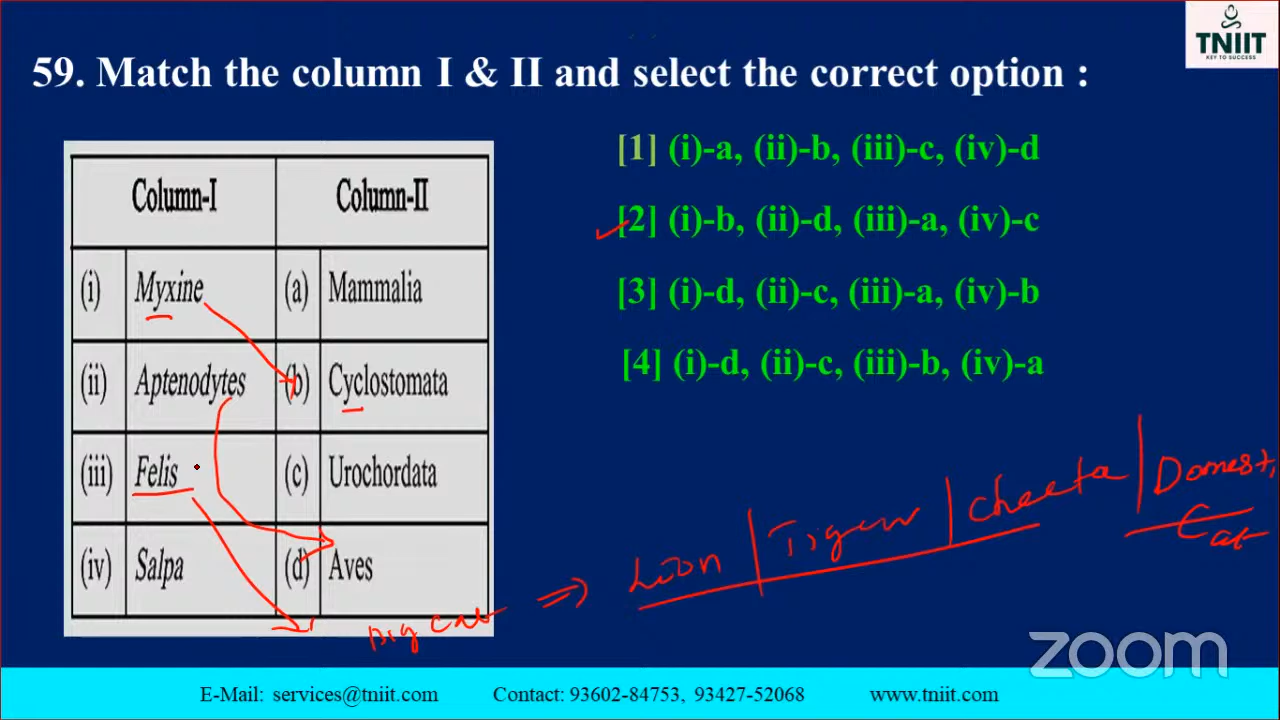 TNIIT
KEY TO SUCCESS
59. Match the column I & II and select the correct option :
Column-I Column-II
(i) Myxine (a) Mammalia
(ii) Aptenodytes (b) Cyclostomata
(iii) Felis (c) Urochordata
(iv) Salpa (d) Aves
[1] (i)-a, (ii)-b, (iii)-c, (iv)-d
[2] (i)-b, (ii)-d, (iii)-a, (iv)-c
[3] (i)-d, (ii)-c, (iii)-a, (iv)-b
[4] (i)-d, (ii)-c, (iii)-b, (iv)-a
Big Cat ⇒ Lion | Tiger | Cheeta | Domest
Cat
zoom
E-Mail: services@tniit.com Contact: 93602-84753, 93427-52068 www.tniit.com